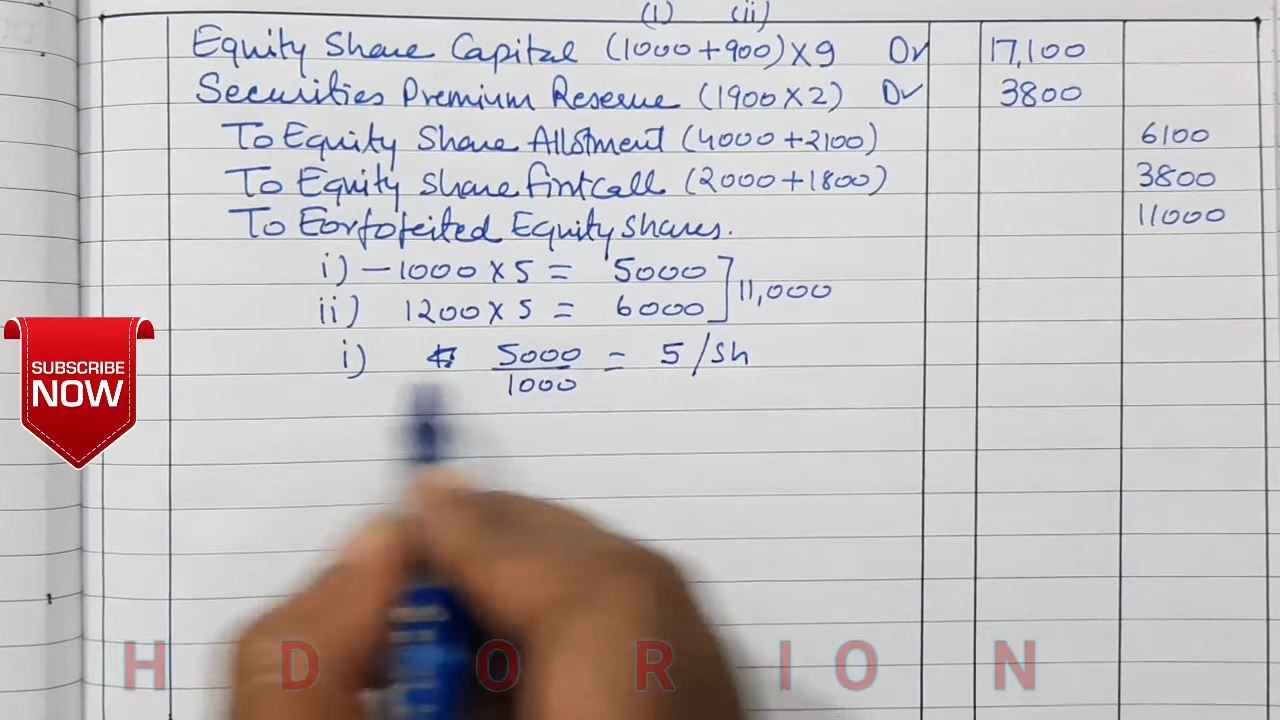 (i) (ii)
Equity Share Capital (1000+900)×9 Dr 17,100
Securities Premium Reserve (1900×2) Dr 3800
To Equity Share Allotment (4000+2100) 6100
To Equity Share first call (2000+1800) 3800
To Forfofeited Equity Shares. 11000
i) – 1000×5 = 5000
ii) 1200×5 = 6000
11,000
i) 5000/1000 = 5/Sh
SUBSCRIBE
NOW
H D O R I O N